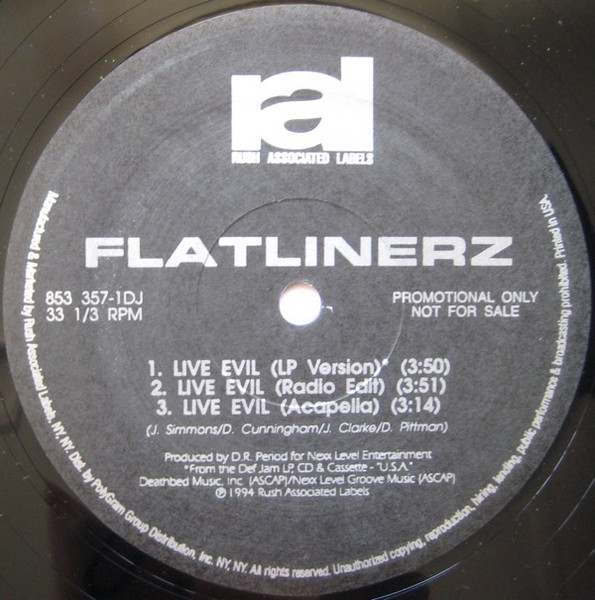 ral
RUSH ASSOCIATED LABELS
FLATLINERZ
853 357-1DJ
33 1/3 RPM
PROMOTIONAL ONLY
NOT FOR SALE
1. LIVE EVIL (LP Version)* (3:50)
2. LIVE EVIL (Radio Edit) (3:51)
3. LIVE EVIL (Acapella) (3:14)
(J. Simmons/D. Cunningham/J. Clarke/D. Pittman)
Produced by D.R. Period for Nexx Level Entertainment
*From the Def Jam LP, CD & Cassette - "U.S.A."
Deathbed Music, Inc. (ASCAP)/Nexx Level Groove Music (ASCAP)
℗ 1994 Rush Associated Labels
Manufactured & Marketed by Rush Associated Labels, NY, NY. Dist. by PolyGram Group Distribution, Inc. NY, NY. All rights reserved. Unauthorized copying, reproduction, hiring, lending, public performance & broadcasting prohibited. Printed in USA.